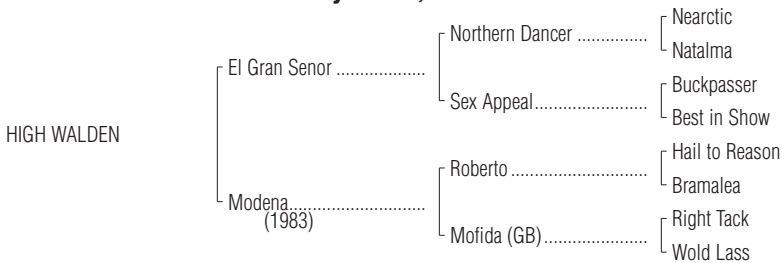 Nearctic
Northern Dancer ...............
Natalma
El Gran Senor ...................
Buckpasser
Sex Appeal........................
Best in Show
HIGH WALDEN
Hail to Reason
Roberto .............................
Bramalea
Modena.............................
(1983)
Right Tack
Mofida (GB)......................
Wold Lass